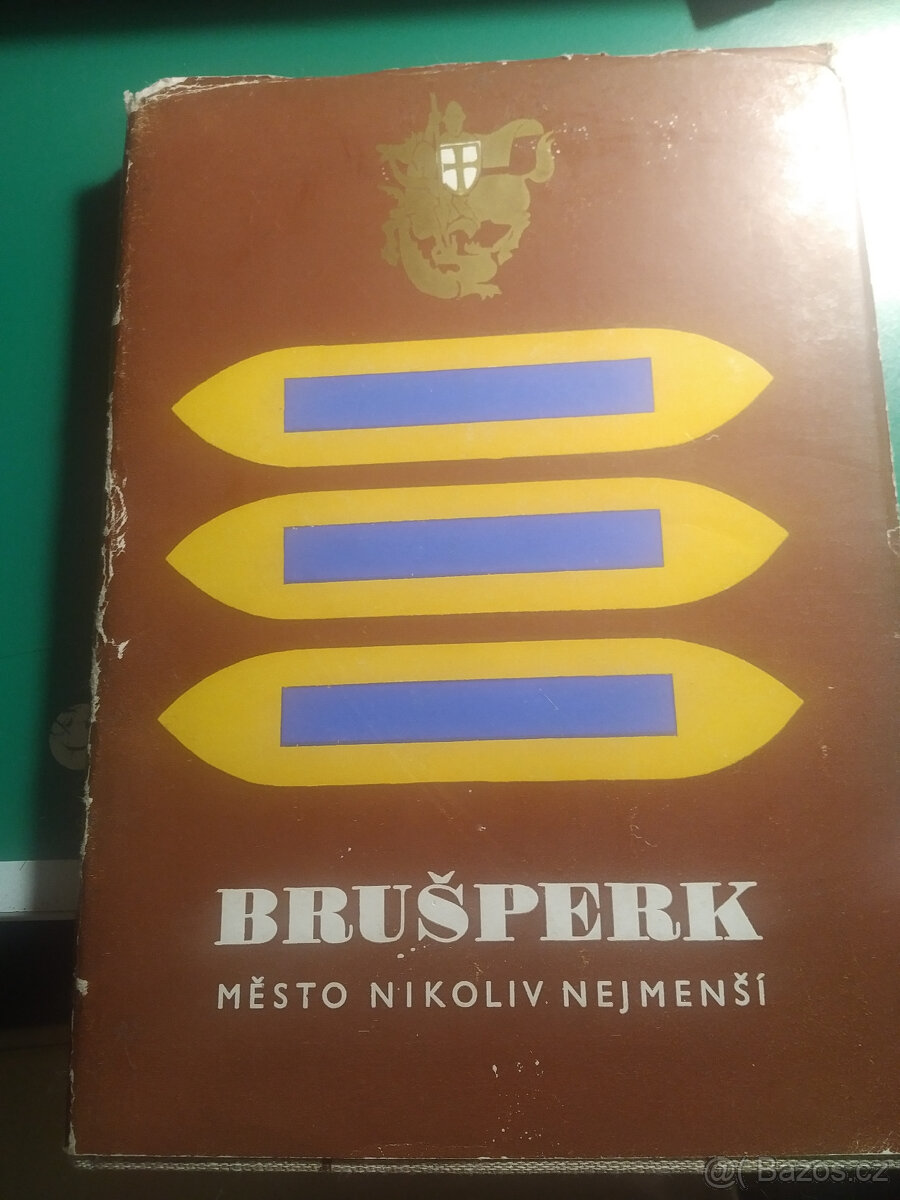 BRUŠPERK
MĚSTO NIKOLIV NEJMENŠÍ
@( Bazos.cz